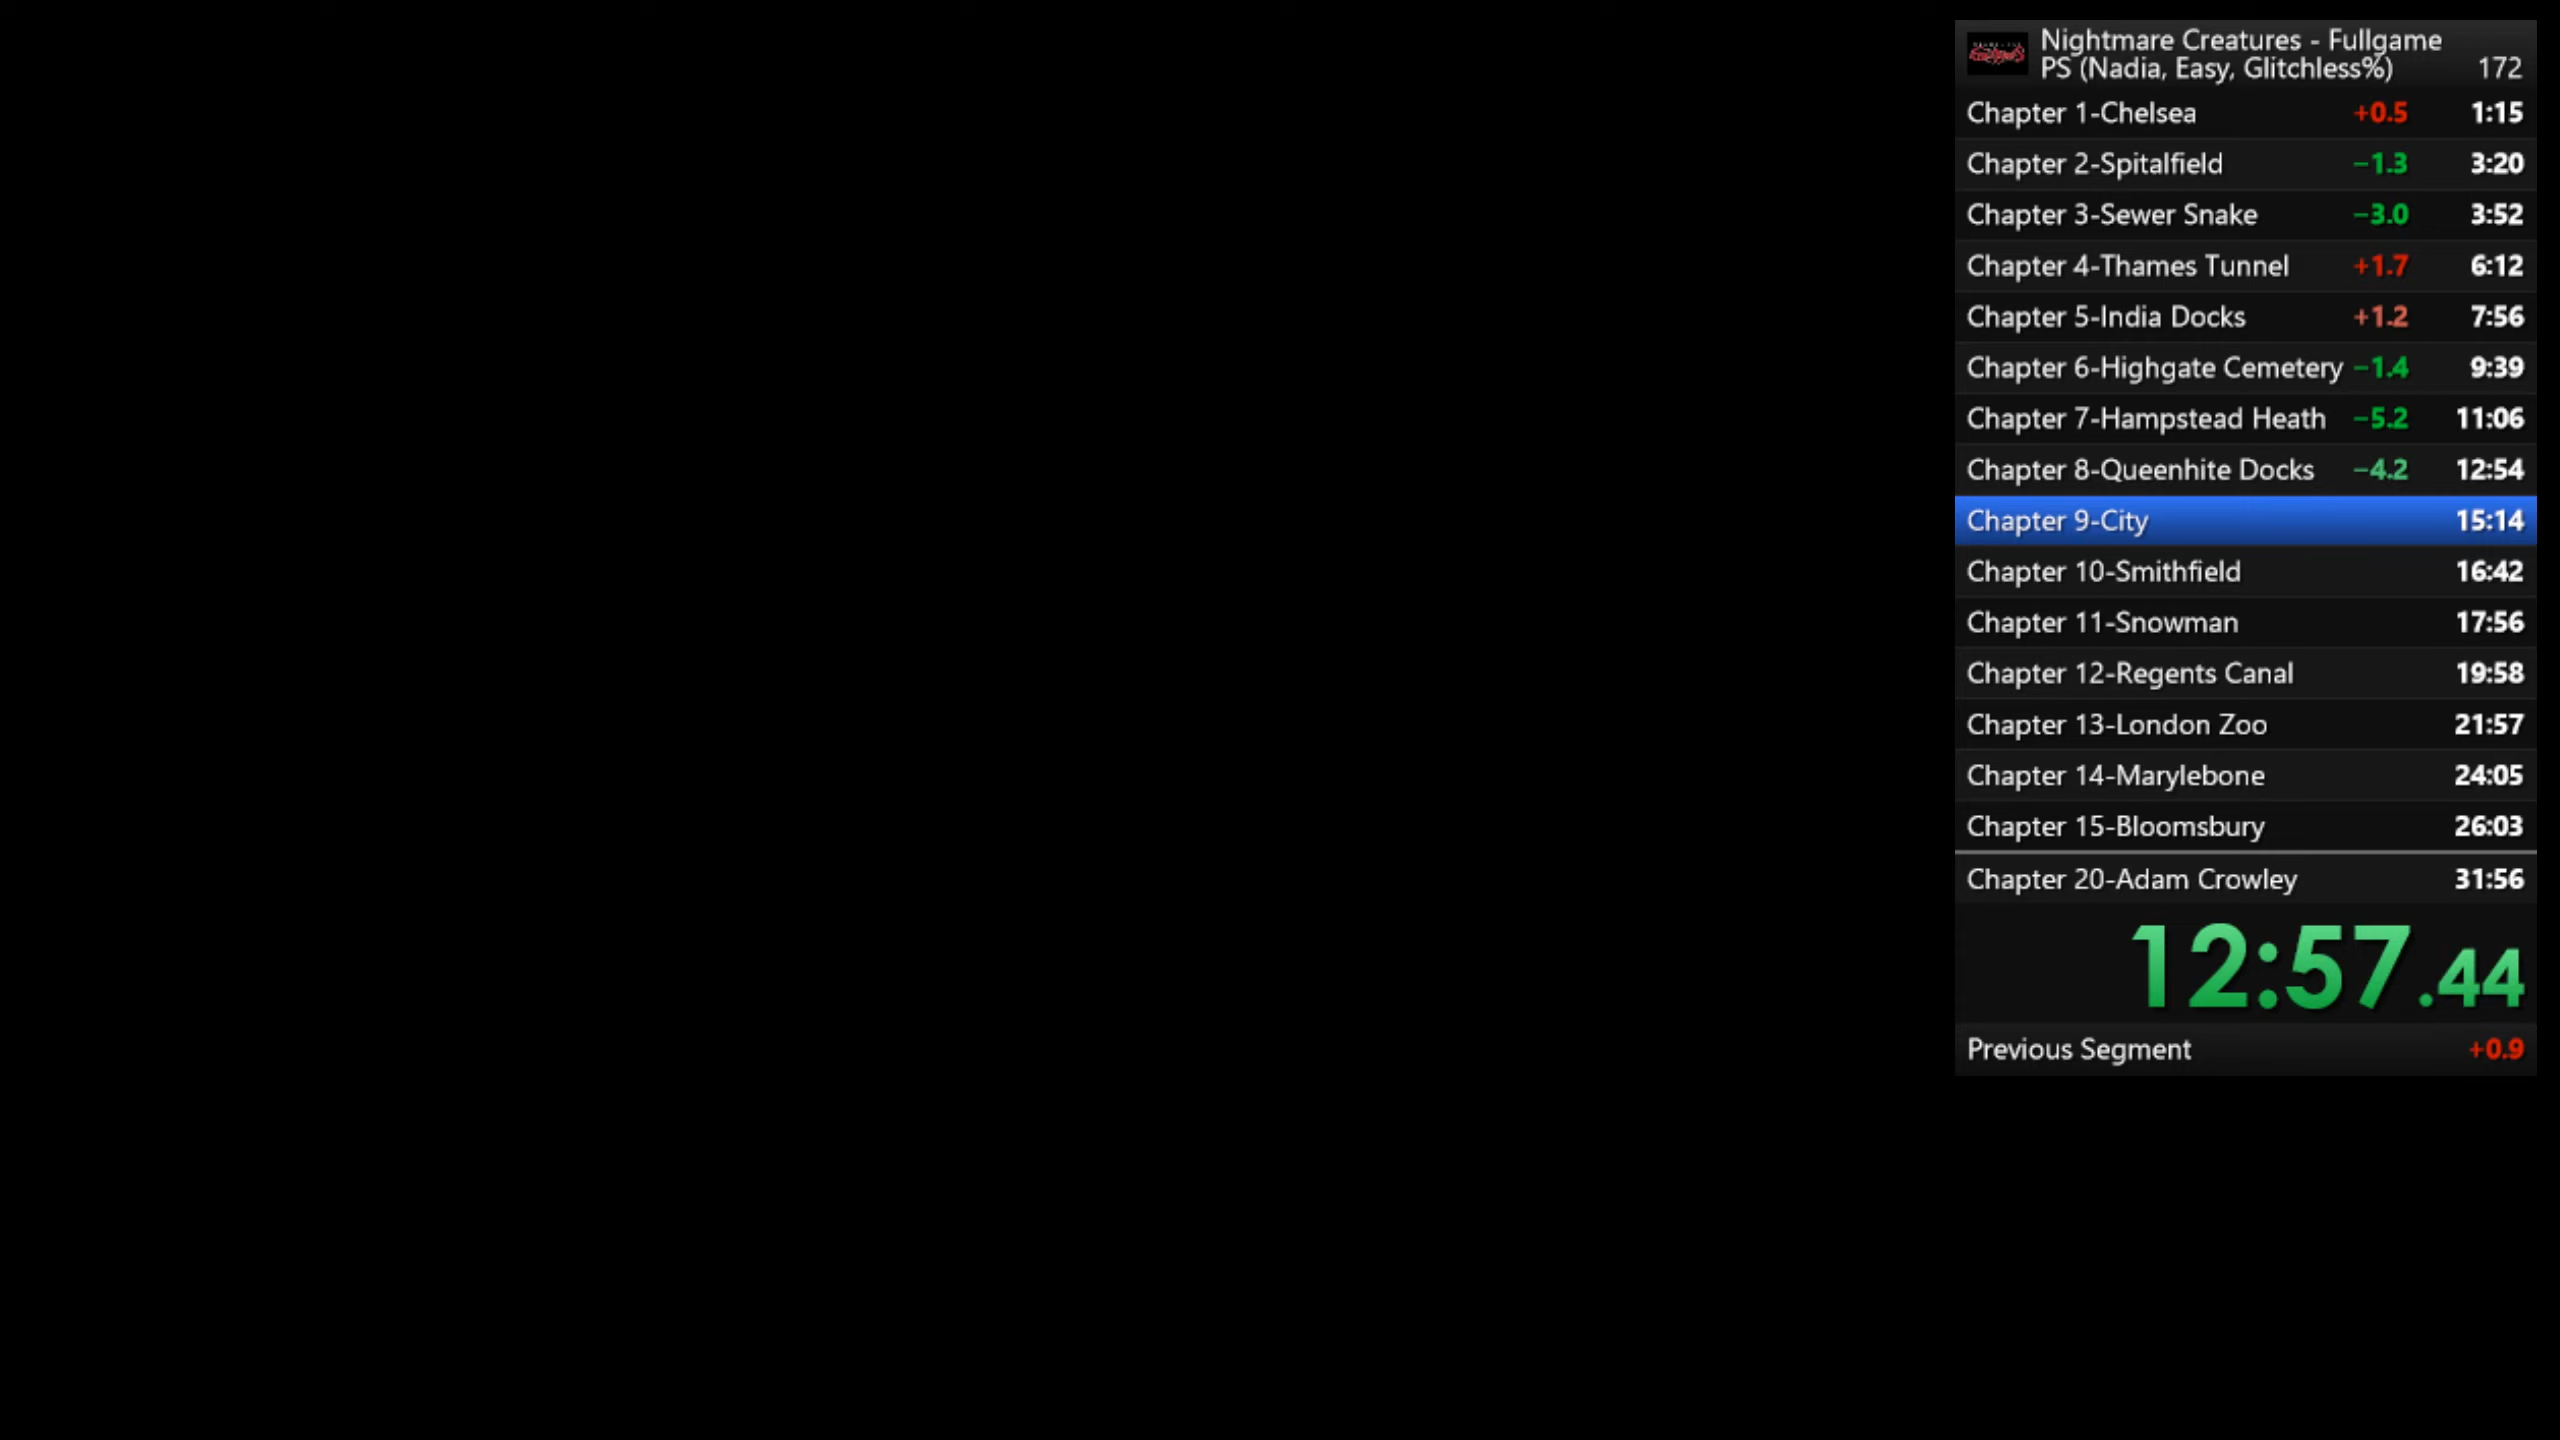 Nightmare Creatures - Fullgame
PS (Nadia, Easy, Glitchless%) 172
Chapter 1-Chelsea +0.5 1:15
Chapter 2-Spitalfield −1.3 3:20
Chapter 3-Sewer Snake −3.0 3:52
Chapter 4-Thames Tunnel +1.7 6:12
Chapter 5-India Docks +1.2 7:56
Chapter 6-Highgate Cemetery −1.4 9:39
Chapter 7-Hampstead Heath −5.2 11:06
Chapter 8-Queenhite Docks −4.2 12:54
Chapter 9-City 15:14
Chapter 10-Smithfield 16:42
Chapter 11-Snowman 17:56
Chapter 12-Regents Canal 19:58
Chapter 13-London Zoo 21:57
Chapter 14-Marylebone 24:05
Chapter 15-Bloomsbury 26:03
Chapter 20-Adam Crowley 31:56
12:57.44
Previous Segment +0.9